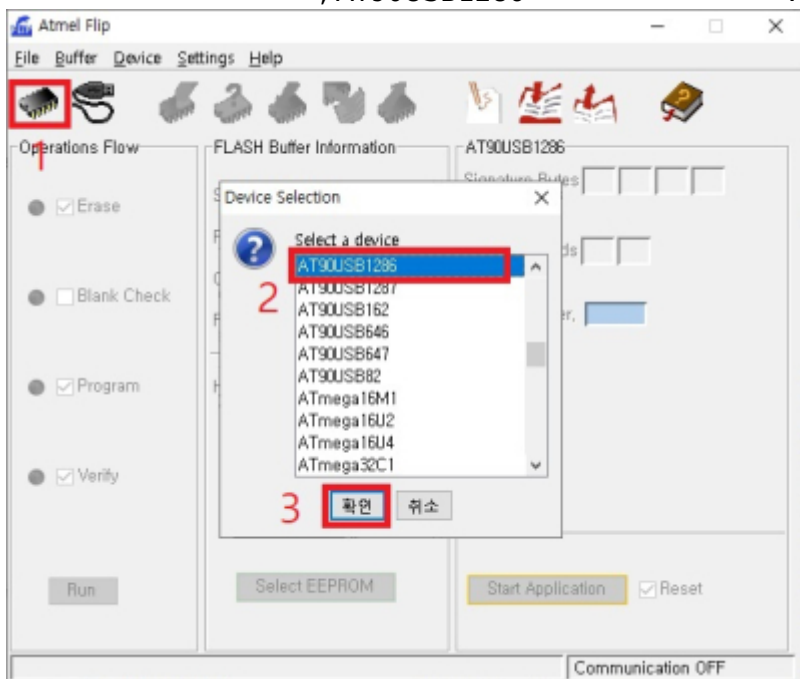 Atmel Flip
File Buffer Device Settings Help
1
Operations Flow
FLASH Buffer Information
AT90USB1286
Erase
Blank Check
Program
Verify
Run
Device Selection
Select a device
2
AT90USB1286
AT90USB1287
AT90USB162
AT90USB646
AT90USB647
AT90USB82
ATmega16M1
ATmega16U2
ATmega16U4
ATmega32C1
3
확인
취소
Select EEPROM
Signature Bytes
Start Application
Reset
Communication OFF